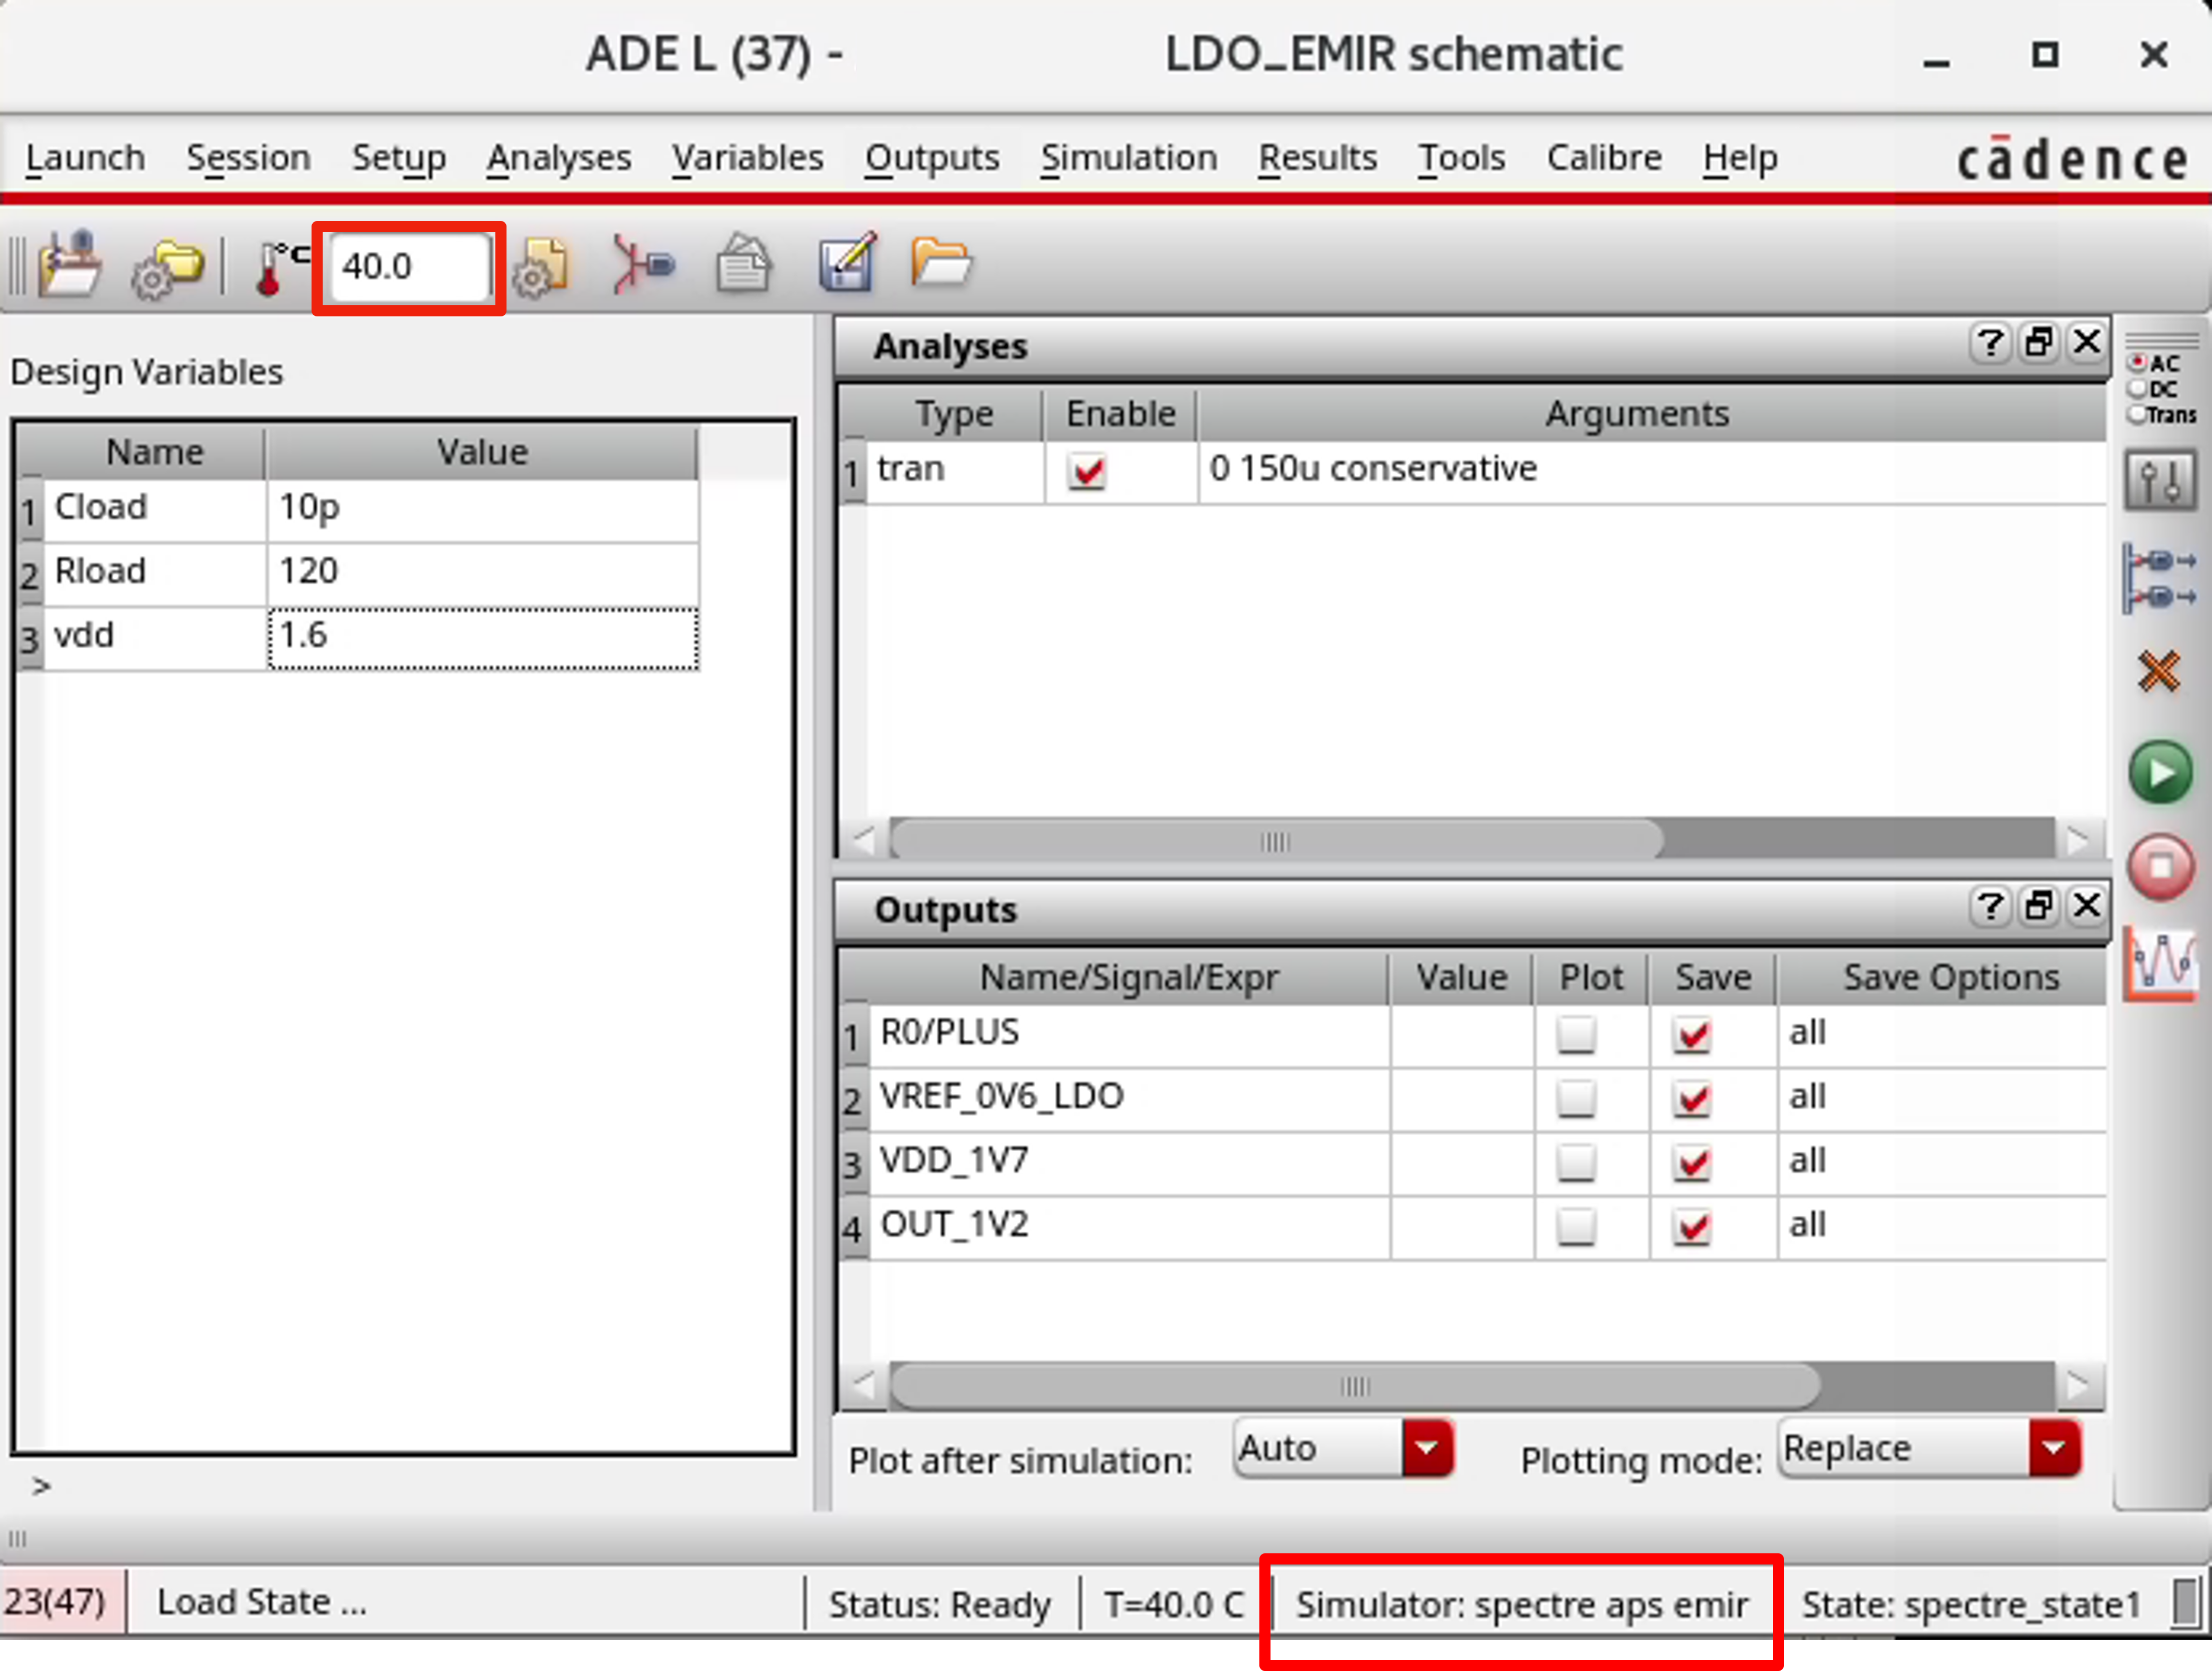 ADE L (37) - LDO_EMIR schematic
Launch Session Setup Analyses Variables Outputs Simulation Results Tools Calibre Help cādence
°C 40.0
Design Variables
Name Value
1 Cload 10p
2 Rload 120
3 vdd 1.6
>
Analyses
Type Enable Arguments
1 tran 0 150u conservative
Outputs
Name/Signal/Expr Value Plot Save Save Options
1 R0/PLUS all
2 VREF_0V6_LDO all
3 VDD_1V7 all
4 OUT_1V2 all
Plot after simulation: Auto Plotting mode: Replace
AC
DC
Trans
23(47) Load State ... Status: Ready T=40.0 C Simulator: spectre aps emir State: spectre_state1